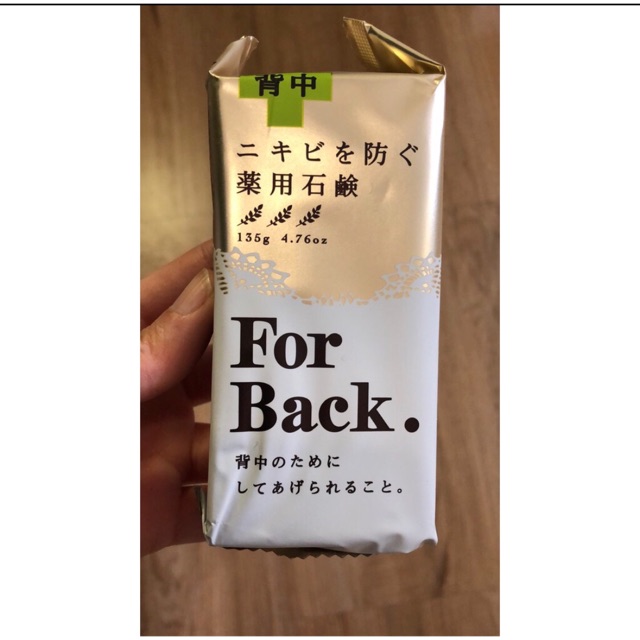 背中
ニキビを防ぐ
薬用石鹸
135g 4.76oz
For
Back.
背中のために
してあげられること。